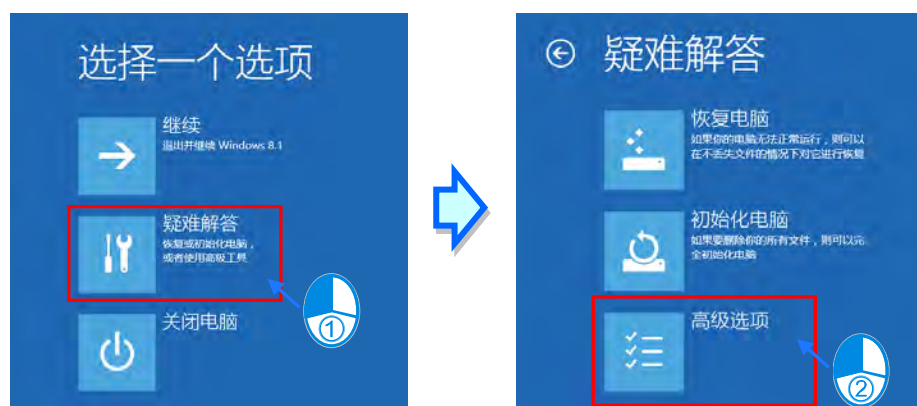 选择一个选项
继续
退出并继续 Windows 8.1
疑难解答
恢复或初始化电脑，
或者使用高级工具
①
关闭电脑
疑难解答
恢复电脑
如果你的电脑无法正常运行，则可以
在不丢失文件的情况下对它进行恢复
初始化电脑
如果要删除你的所有文件，则可以完
全初始化电脑
高级选项
②